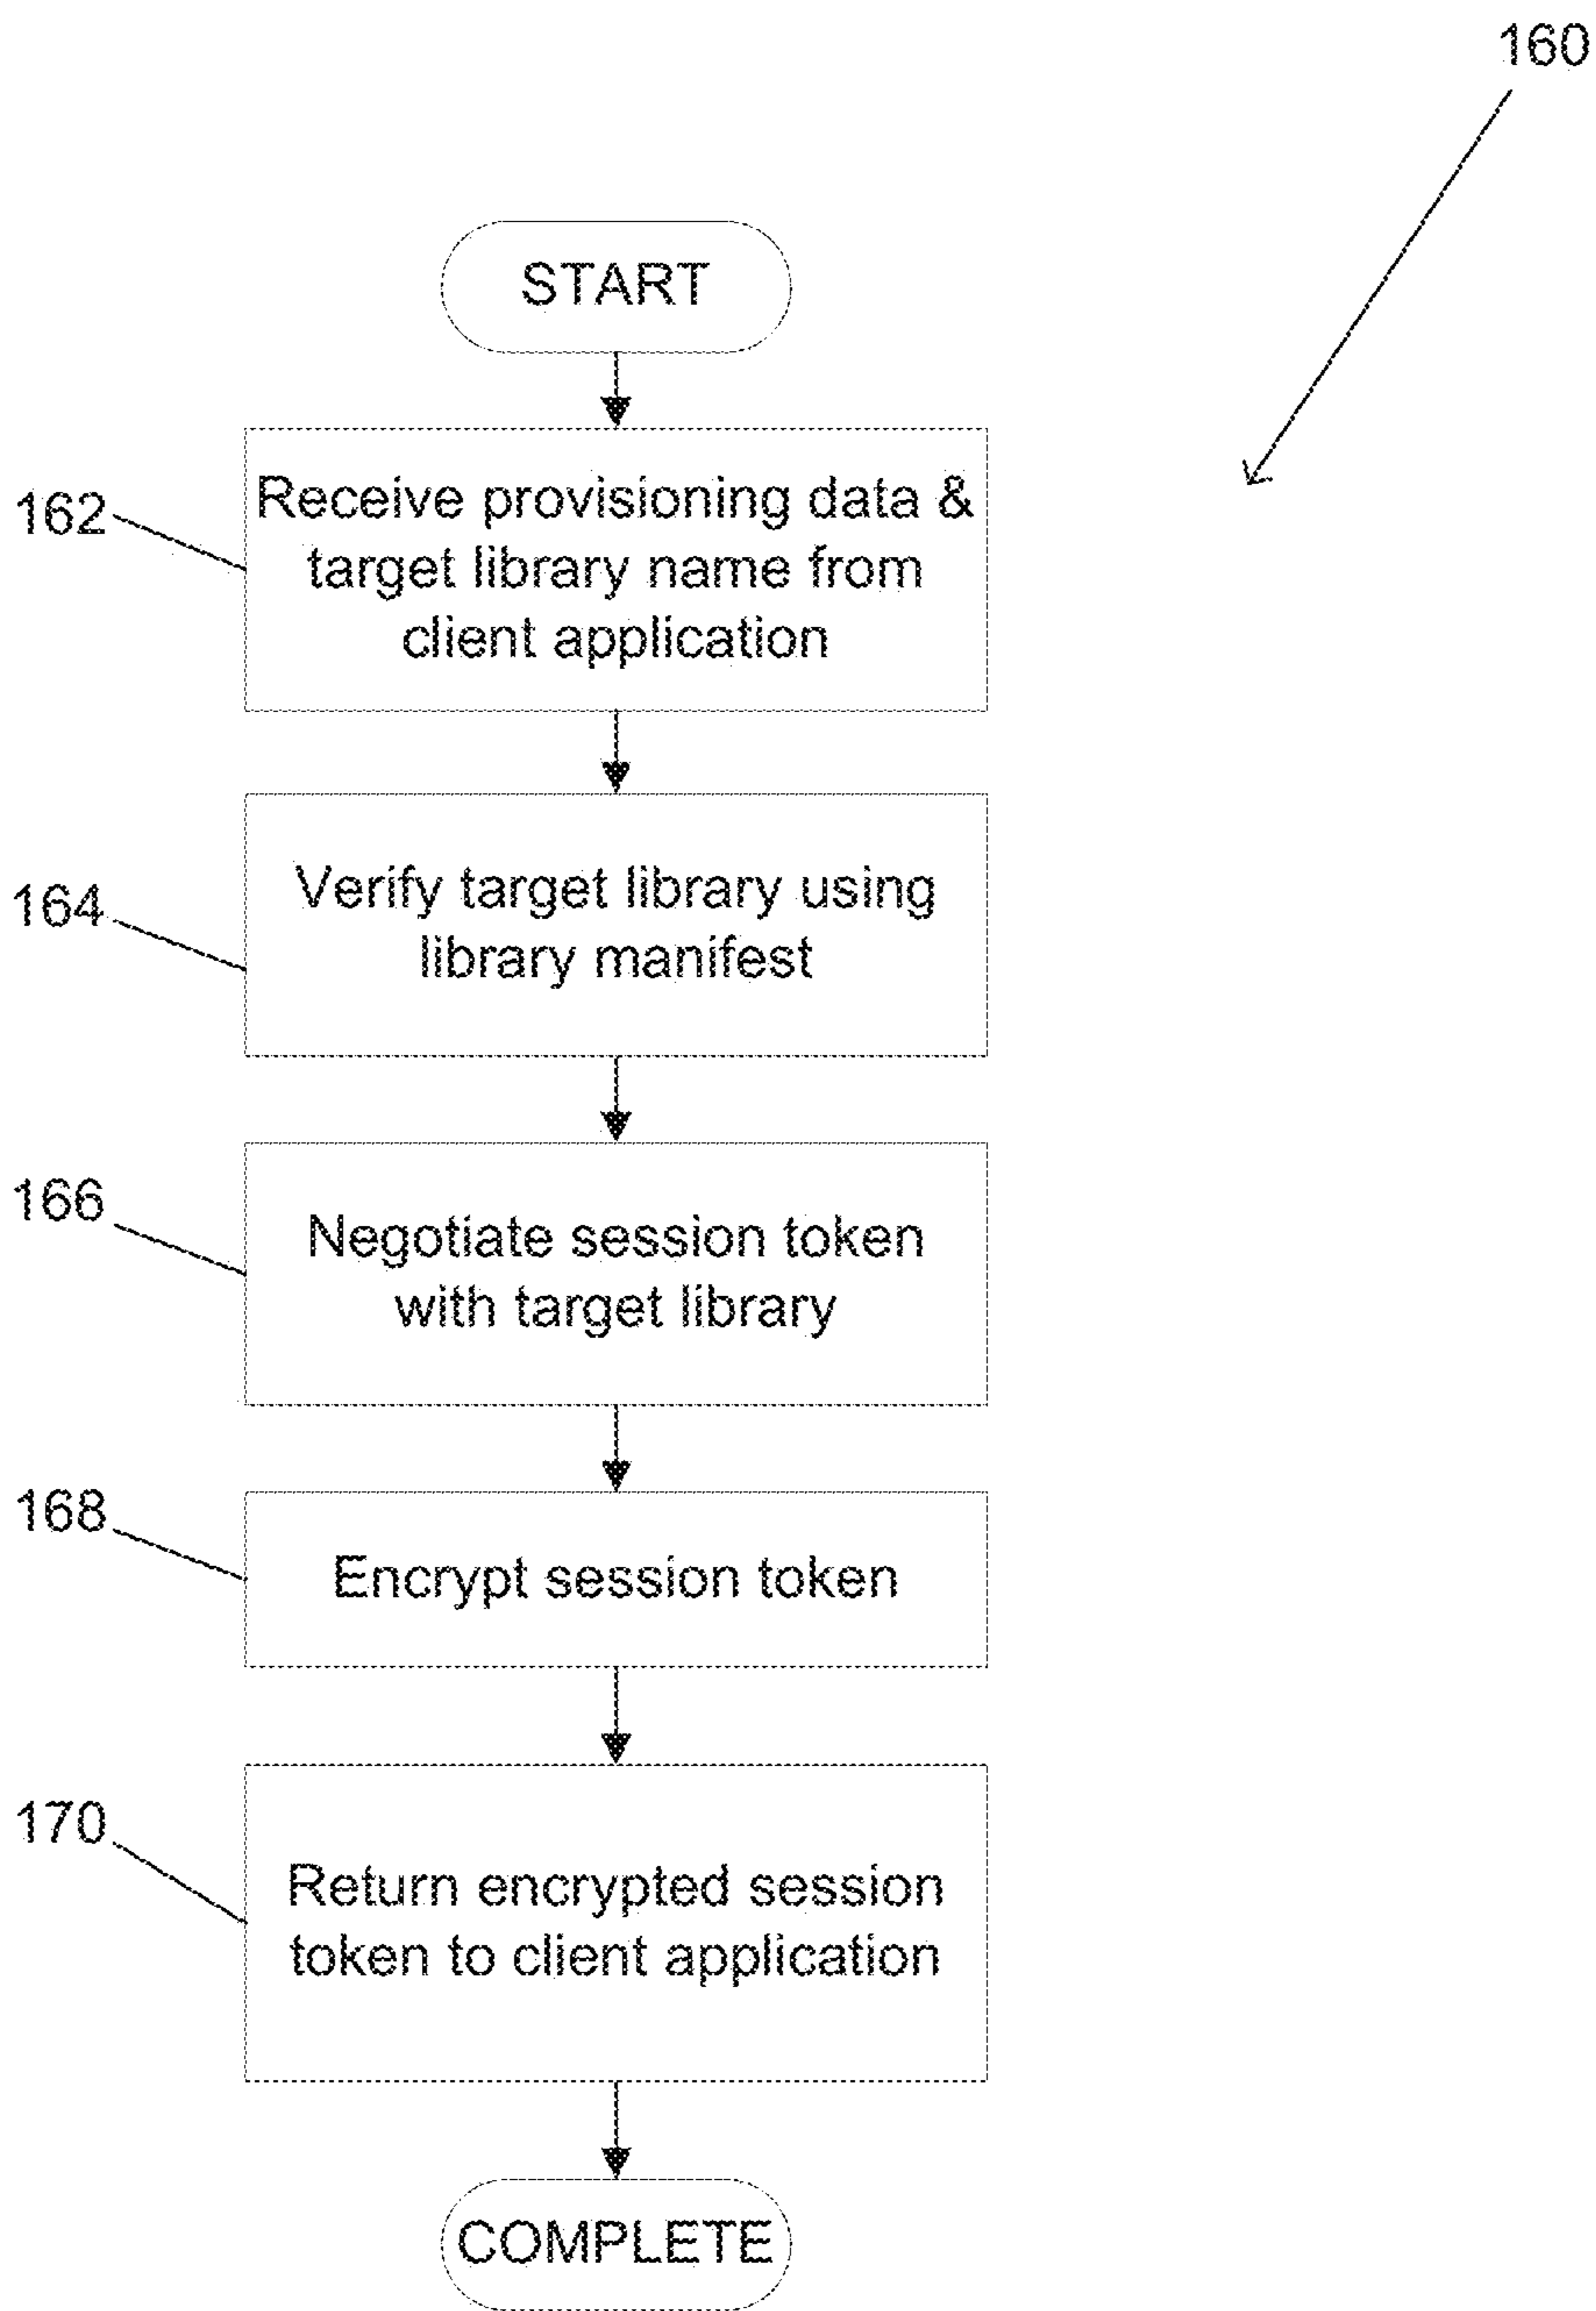 160
START
162
Receive provisioning data &
target library name from
client application
164
Verify target library using
library manifest
166
Negotiate session token
with target library
168
Encrypt session token
170
Return encrypted session
token to client application
COMPLETE